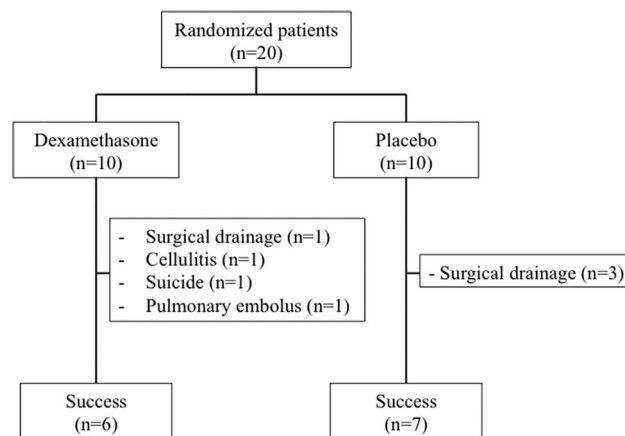 Randomized patients
(n=20)
Dexamethasone
(n=10)
Placebo
(n=10)
- Surgical drainage (n=1)
- Cellulitis (n=1)
- Suicide (n=1)
- Pulmonary embolus (n=1)
- Surgical drainage (n=3)
Success
(n=6)
Success
(n=7)